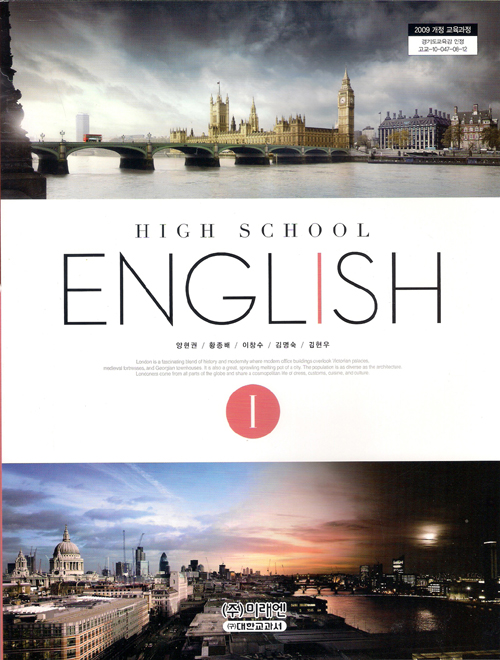 2009 개정 교육과정
경기도교육감 인정
고교-10-047-08-12
HIGH SCHOOL
ENGLISH
양현권 / 황종배 / 이창수 / 김명숙 / 김현우
London is a fascinating blend of history and modernity where modern office buildings overlook Victorian palaces,
medieval fortresses, and Georgian townhouses. It is also a great, sprawling melting pot of a city. The population is as diverse as the architecture.
Londoners come from all parts of the globe and share a cosmopolitan mix of dress, customs, cuisine, and culture
I
(주)미래엔
(구)대한교과서